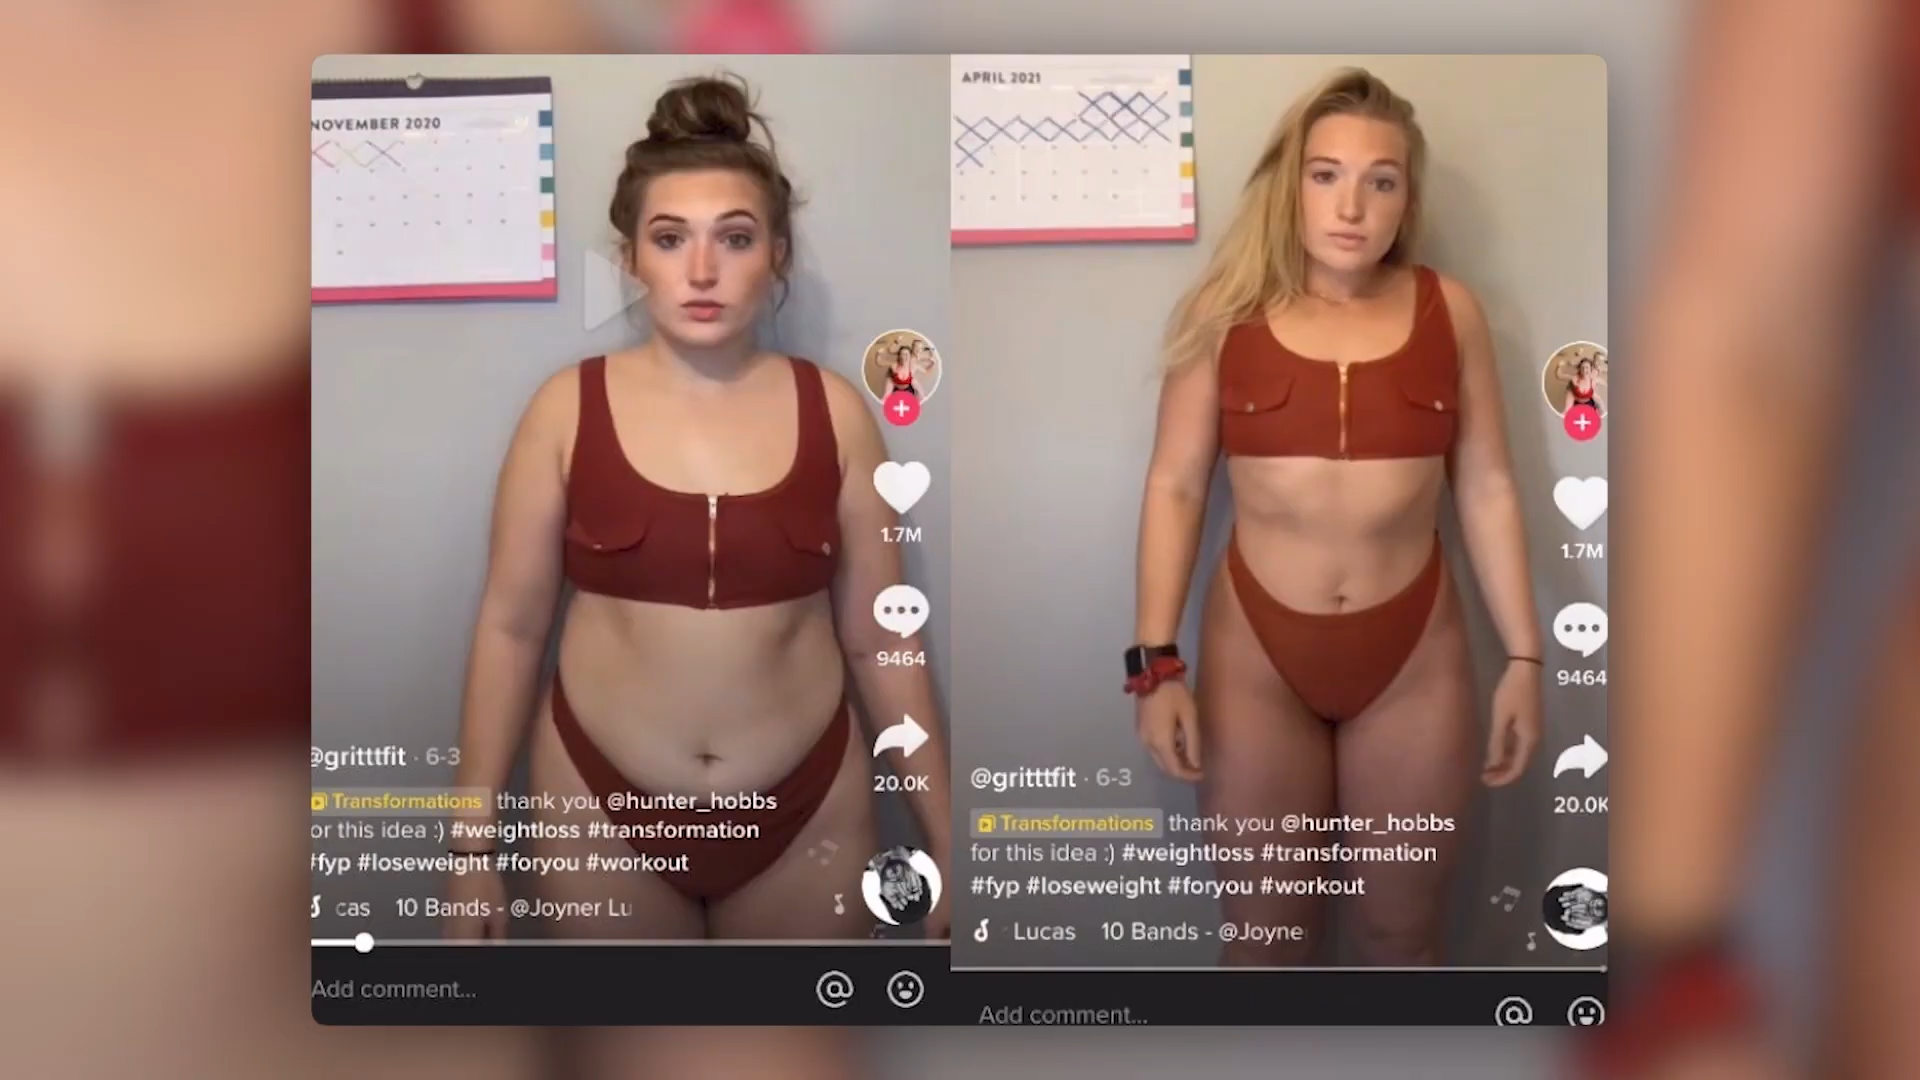 NOVEMBER 2020
1.7M
9464
@gritttfit · 6-3
20.0K
Transformations thank you @hunter_hobbs
or this idea :) #weightloss #transformation
#fyp #loseweight #foryou #workout
cas 10 Bands - @Joyner Lu
Add comment...
APRIL 2021
1.7M
9464
@gritttfit · 6-3
20.0K
Transformations thank you @hunter_hobbs
for this idea :) #weightloss #transformation
#fyp #loseweight #foryou #workout
Lucas 10 Bands - @Joyne
Add comment...